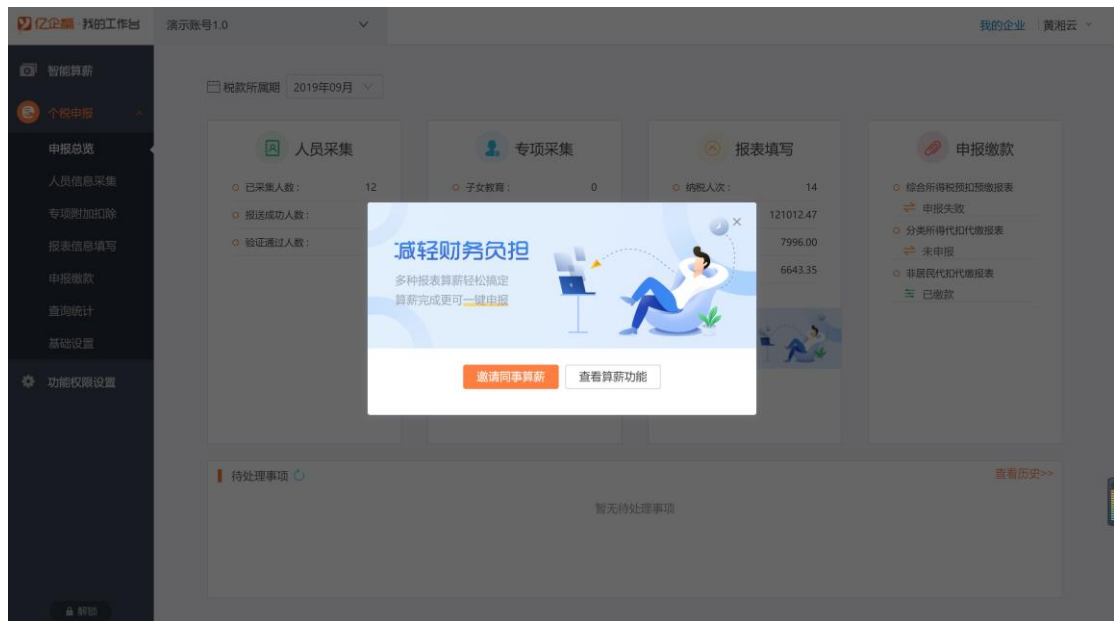 亿企赢 我的工作台
演示账号1.0
我的企业 黄湘云
智能算薪
个税申报
申报总览
人员信息采集
专项附加扣除
报表信息填写
申报缴款
查询统计
基础设置
功能权限设置
解锁
税款所属期 2019年09月
人员采集
已采集人数: 12
报送成功人数:
验证通过人数:
专项采集
子女教育: 0
报表填写
纳税人次: 14
121012.47
7996.00
6643.35
申报缴款
综合所得税预扣预缴报表
申报失败
分类所得代扣代缴报表
未申报
非居民代扣代缴报表
已缴款
减轻财务负担
多种报表算薪轻松搞定
算薪完成更可一键申报
邀请同事算薪 查看算薪功能
待处理事项
查看历史>>
暂无待处理事项